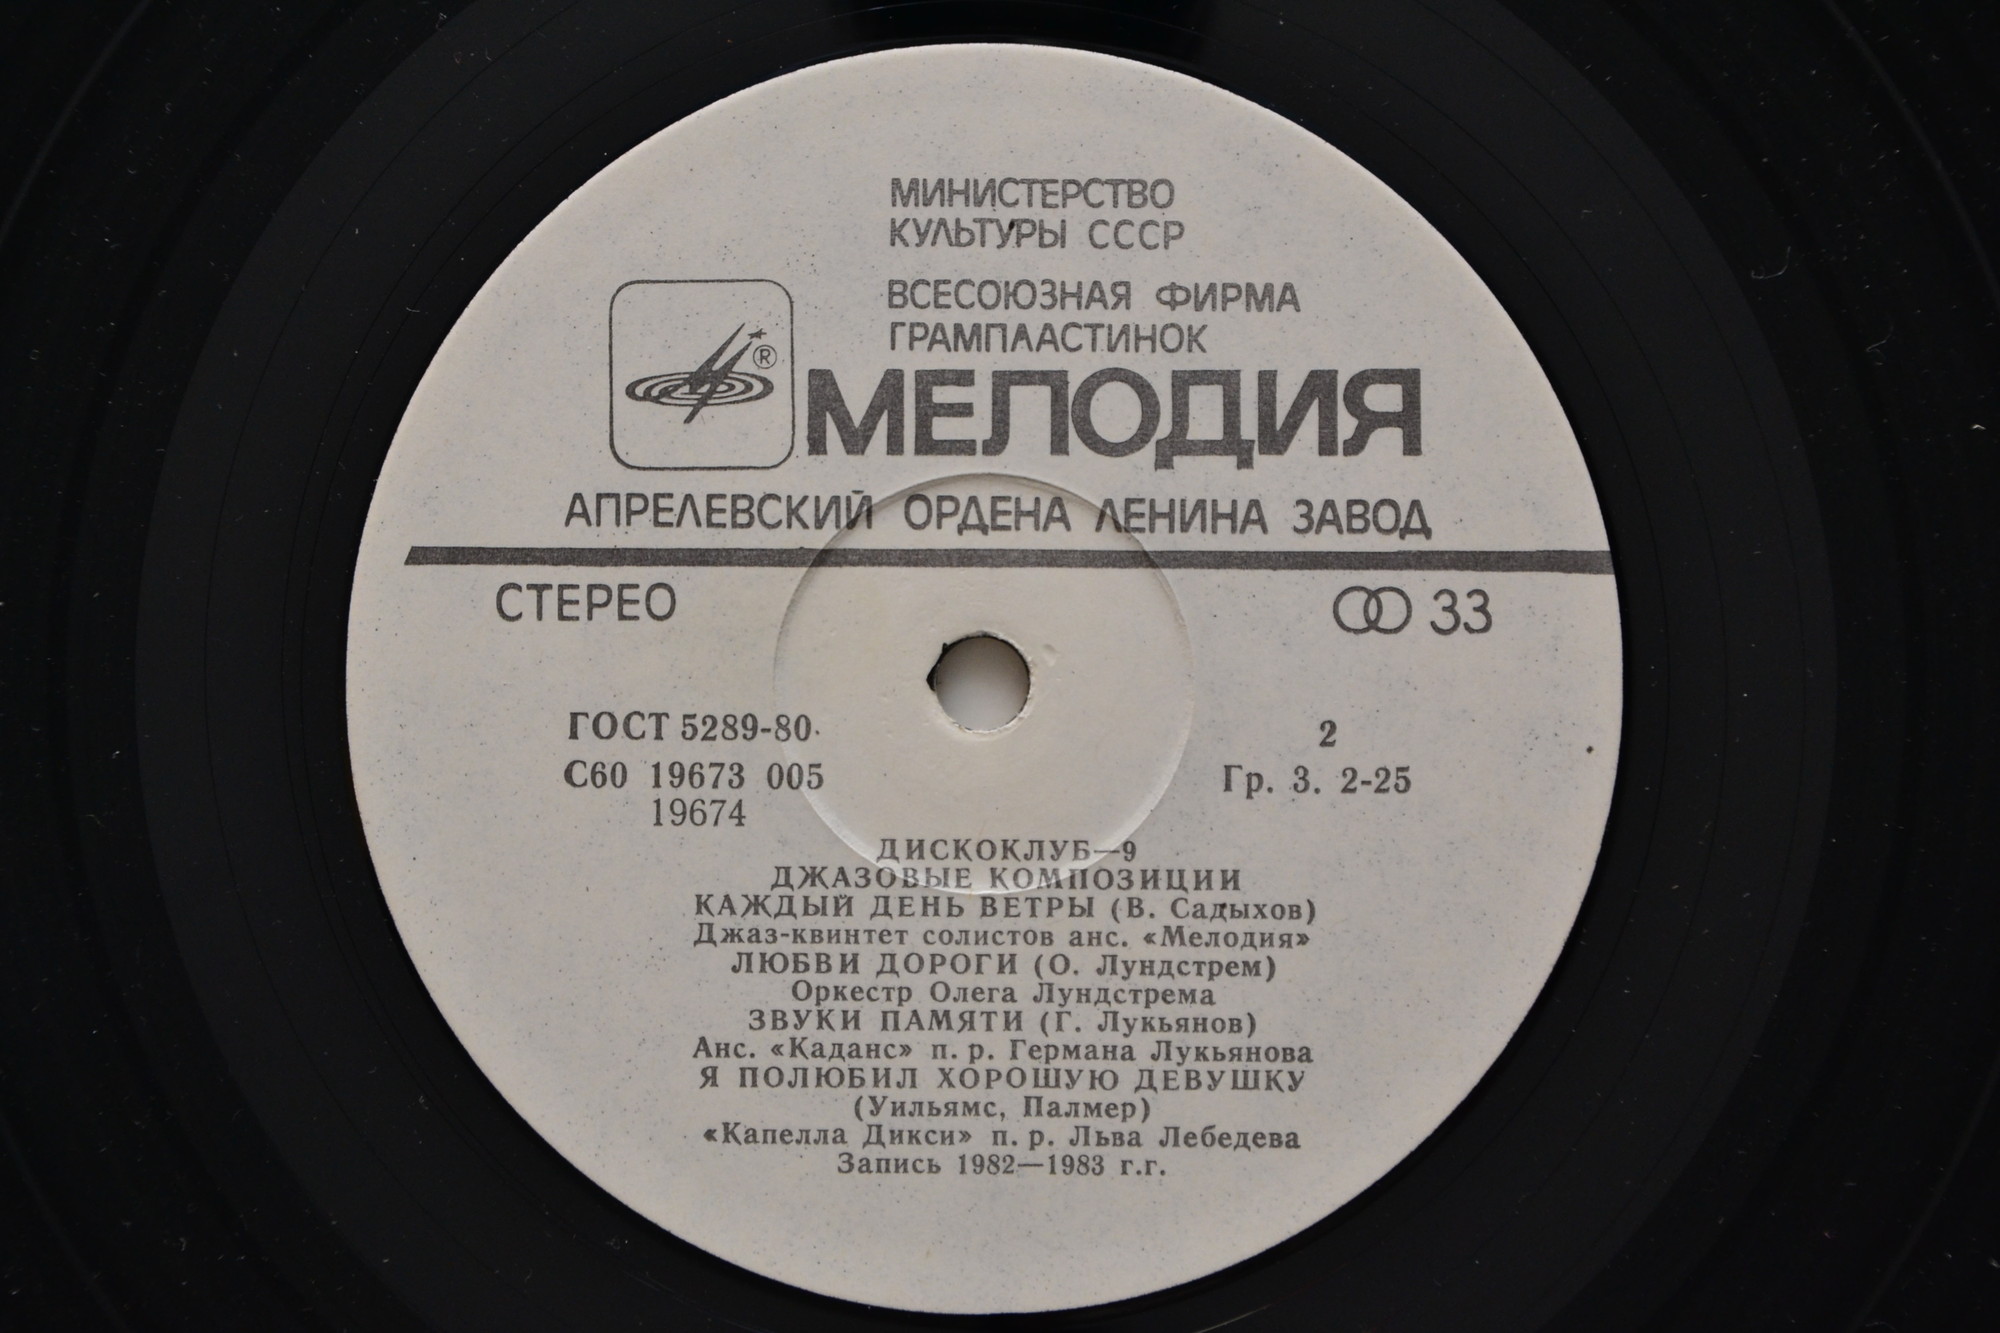 МИНИСТЕРСТВО
КУЛЬТУРЫ СССР
ВСЕСОЮЗНАЯ ФИРМА
ГРАМПЛАСТИНОК
®
МЕЛОДИЯ
АПРЕЛЕВСКИЙ ОРДЕНА ЛЕНИНА ЗАВОД
СТЕРЕО
33
ГОСТ 5289-80
2
С60 19673 005
Гр. 3. 2-25
19674
ДИСКОКЛУБ—9
ДЖАЗОВЫЕ КОМПОЗИЦИИ
КАЖДЫЙ ДЕНЬ ВЕТРЫ (В. Садыхов)
Джаз-квинтет солистов анс. «Мелодия»
ЛЮБВИ ДОРОГИ (О. Лундстрем)
Оркестр Олега Лундстрема
ЗВУКИ ПАМЯТИ (Г. Лукьянов)
Анс. «Каданс» п. р. Германа Лукьянова
Я ПОЛЮБИЛ ХОРОШУЮ ДЕВУШКУ
(Уильямс, Палмер)
«Капелла Дикси» п. р. Льва Лебедева
Запись 1982—1983 г.г.